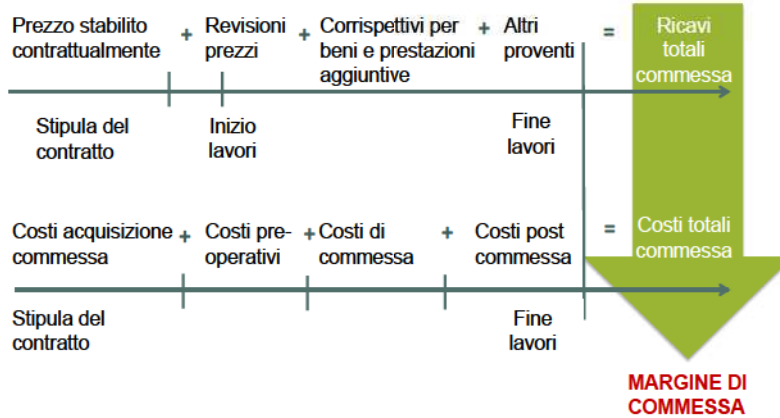 Prezzo stabilito + Revisioni + Corrispettivi per + Altri = Ricavi
contrattualmente prezzi beni e prestazioni proventi totali
aggiuntive commessa
Stipula del Inizio Fine
contratto lavori lavori
Costi acquisizione + Costi pre- + Costi di + Costi post = Costi totali
commessa operativi commessa commessa commessa
Stipula del Fine
contratto lavori
MARGINE DI
COMMESSA